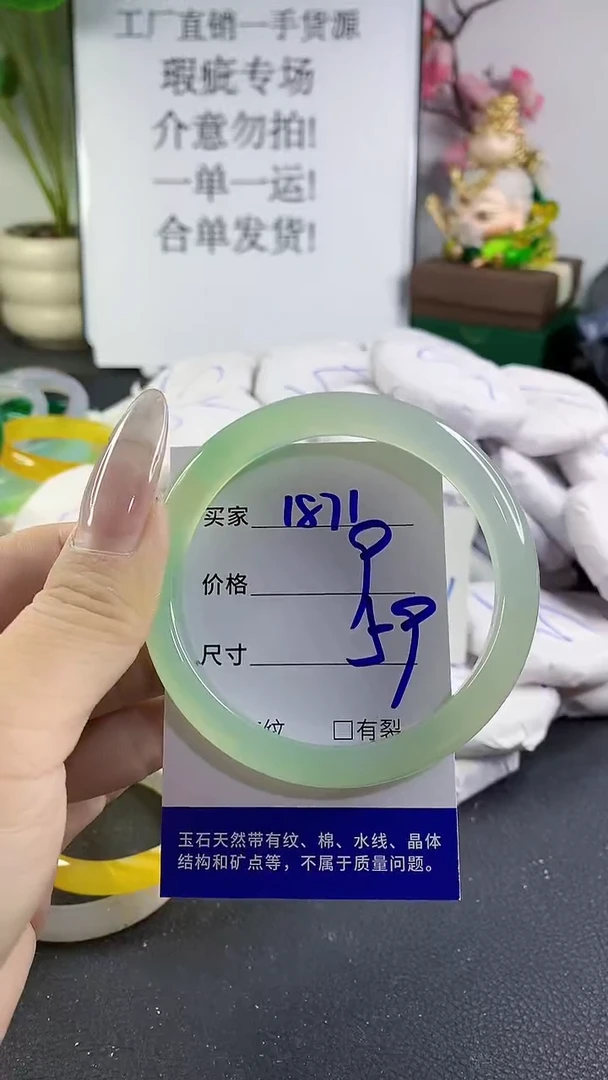 工厂直销一手货源
瑕疵专场
介意勿拍!
一单一运!
合单发货!
买家 1871
价格 9
尺寸 159
纹 □有裂
玉石天然带有纹、棉、水线、晶体
结构和矿点等，不属于质量问题。